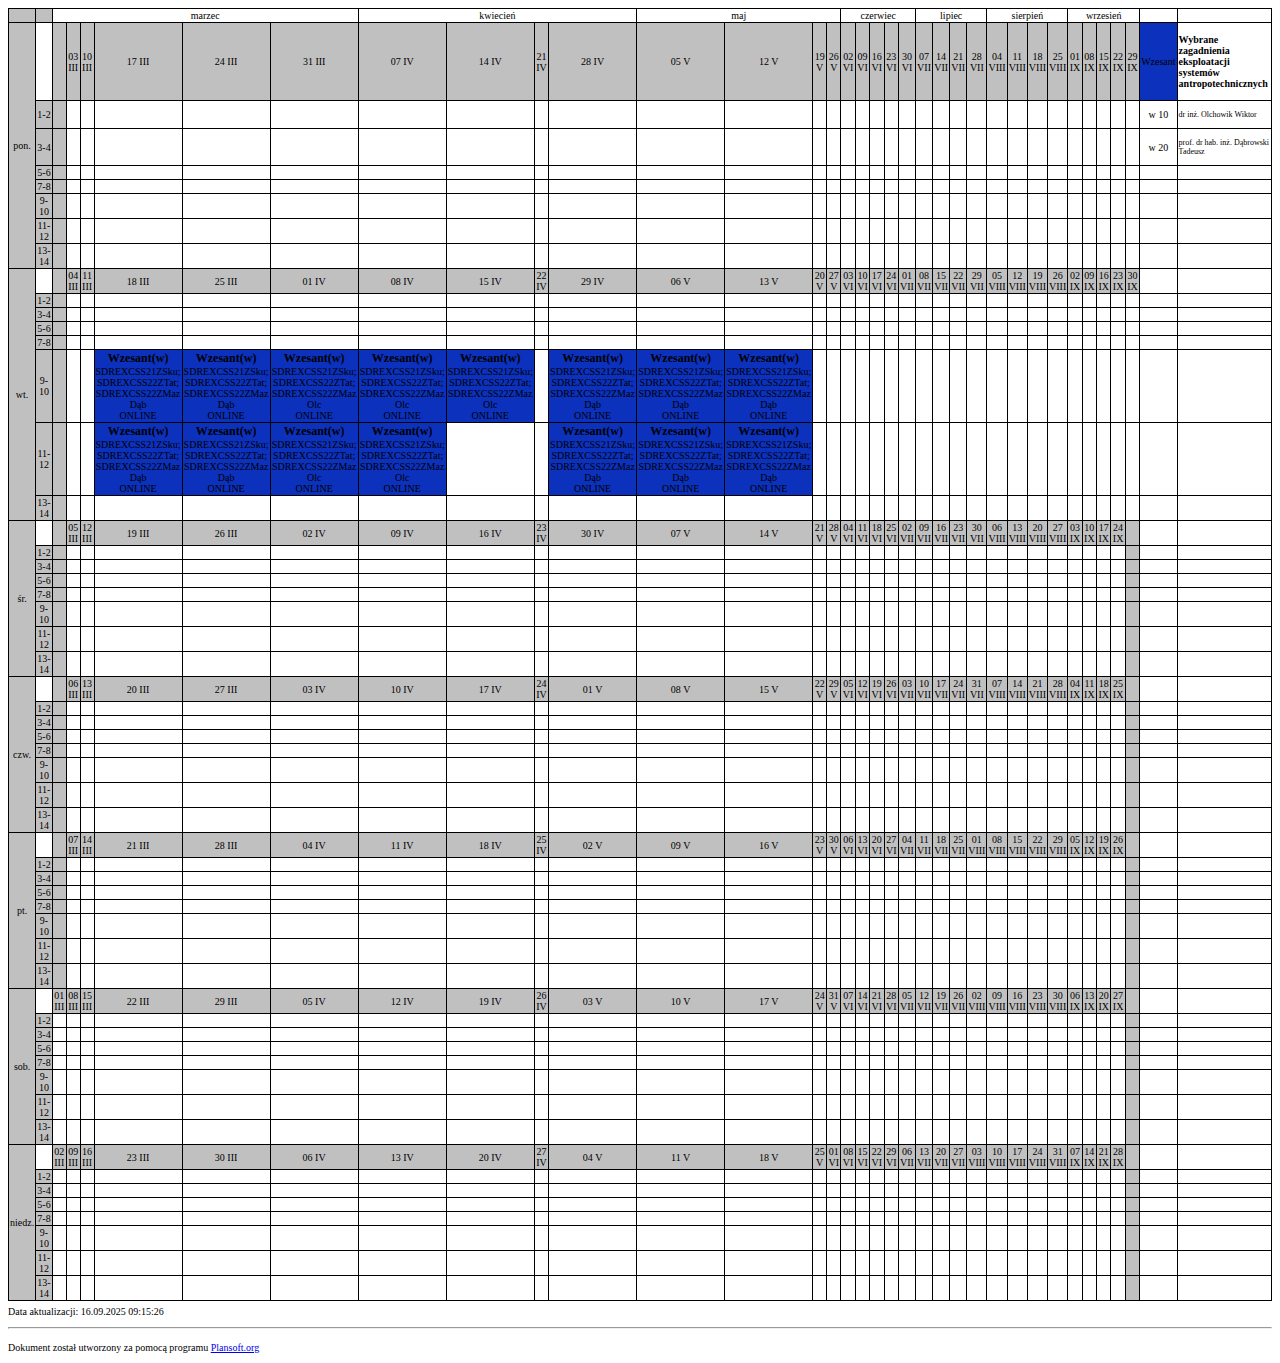 marzec kwiecień maj czerwiec lipiec sierpień wrzesień
pon. 03 III 10 III 17 III 24 III 31 III 07 IV 14 IV 21 IV 28 IV 05 V 12 V 19 V 26 V 02 VI 09 VI 16 VI 23 VI 30 VI 07 VII 14 VII 21 VII 28 VII 04 VIII 11 VIII 18 VIII 25 VIII 01 IX 08 IX 15 IX 22 IX 29 IX Wzesant Wybrane zagadnienia eksploatacji systemów antropotechnicznych
1-2 w 10 dr inż. Olchowik Wiktor
3-4 w 20 prof. dr hab. inż. Dąbrowski Tadeusz
5-6
7-8
9-10
11-12
13-14
wt. 04 III 11 III 18 III 25 III 01 IV 08 IV 15 IV 22 IV 29 IV 06 V 13 V 20 V 27 V 03 VI 10 VI 17 VI 24 VI 01 VII 08 VII 15 VII 22 VII 29 VII 05 VIII 12 VIII 19 VIII 26 VIII 02 IX 09 IX 16 IX 23 IX 30 IX
1-2
3-4
5-6
7-8
9-10
Wzesant(w) Wzesant(w) Wzesant(w) Wzesant(w) Wzesant(w) Wzesant(w) Wzesant(w) Wzesant(w)
SDREXCSS21ZSku; SDREXCSS21ZSku; SDREXCSS21ZSku; SDREXCSS21ZSku; SDREXCSS21ZSku; SDREXCSS21ZSku; SDREXCSS21ZSku; SDREXCSS21ZSku;
SDREXCSS22ZTat; SDREXCSS22ZTat; SDREXCSS22ZTat; SDREXCSS22ZTat; SDREXCSS22ZTat; SDREXCSS22ZTat; SDREXCSS22ZTat; SDREXCSS22ZTat;
SDREXCSS22ZMaz SDREXCSS22ZMaz SDREXCSS22ZMaz SDREXCSS22ZMaz SDREXCSS22ZMaz SDREXCSS22ZMaz SDREXCSS22ZMaz SDREXCSS22ZMaz
Dąb Dąb Olc Olc Olc Dąb Dąb Dąb
ONLINE ONLINE ONLINE ONLINE ONLINE ONLINE ONLINE ONLINE
11-12
Wzesant(w) Wzesant(w) Wzesant(w) Wzesant(w) Wzesant(w) Wzesant(w) Wzesant(w)
SDREXCSS21ZSku; SDREXCSS21ZSku; SDREXCSS21ZSku; SDREXCSS21ZSku; SDREXCSS21ZSku; SDREXCSS21ZSku; SDREXCSS21ZSku;
SDREXCSS22ZTat; SDREXCSS22ZTat; SDREXCSS22ZTat; SDREXCSS22ZTat; SDREXCSS22ZTat; SDREXCSS22ZTat; SDREXCSS22ZTat;
SDREXCSS22ZMaz SDREXCSS22ZMaz SDREXCSS22ZMaz SDREXCSS22ZMaz SDREXCSS22ZMaz SDREXCSS22ZMaz SDREXCSS22ZMaz
Dąb Dąb Olc Olc Dąb Dąb Dąb
ONLINE ONLINE ONLINE ONLINE ONLINE ONLINE ONLINE
13-14
śr. 05 III 12 III 19 III 26 III 02 IV 09 IV 16 IV 23 IV 30 IV 07 V 14 V 21 V 28 V 04 VI 11 VI 18 VI 25 VI 02 VII 09 VII 16 VII 23 VII 30 VII 06 VIII 13 VIII 20 VIII 27 VIII 03 IX 10 IX 17 IX 24 IX
1-2
3-4
5-6
7-8
9-10
11-12
13-14
czw. 06 III 13 III 20 III 27 III 03 IV 10 IV 17 IV 24 IV 01 V 08 V 15 V 22 V 29 V 05 VI 12 VI 19 VI 26 VI 03 VII 10 VII 17 VII 24 VII 31 VII 07 VIII 14 VIII 21 VIII 28 VIII 04 IX 11 IX 18 IX 25 IX
1-2
3-4
5-6
7-8
9-10
11-12
13-14
pt. 07 III 14 III 21 III 28 III 04 IV 11 IV 18 IV 25 IV 02 V 09 V 16 V 23 V 30 V 06 VI 13 VI 20 VI 27 VI 04 VII 11 VII 18 VII 25 VII 01 VIII 08 VIII 15 VIII 22 VIII 29 VIII 05 IX 12 IX 19 IX 26 IX
1-2
3-4
5-6
7-8
9-10
11-12
13-14
sob. 01 III 08 III 15 III 22 III 29 III 05 IV 12 IV 19 IV 26 IV 03 V 10 V 17 V 24 V 31 V 07 VI 14 VI 21 VI 28 VI 05 VII 12 VII 19 VII 26 VII 02 VIII 09 VIII 16 VIII 23 VIII 30 VIII 06 IX 13 IX 20 IX 27 IX
1-2
3-4
5-6
7-8
9-10
11-12
13-14
niedz 02 III 09 III 16 III 23 III 30 III 06 IV 13 IV 20 IV 27 IV 04 V 11 V 18 V 25 V 01 VI 08 VI 15 VI 22 VI 29 VI 06 VII 13 VII 20 VII 27 VII 03 VIII 10 VIII 17 VIII 24 VIII 31 VIII 07 IX 14 IX 21 IX 28 IX
1-2
3-4
5-6
7-8
9-10
11-12
13-14
Data aktualizacji: 16.09.2025 09:15:26
Dokument został utworzony za pomocą programu Plansoft.org